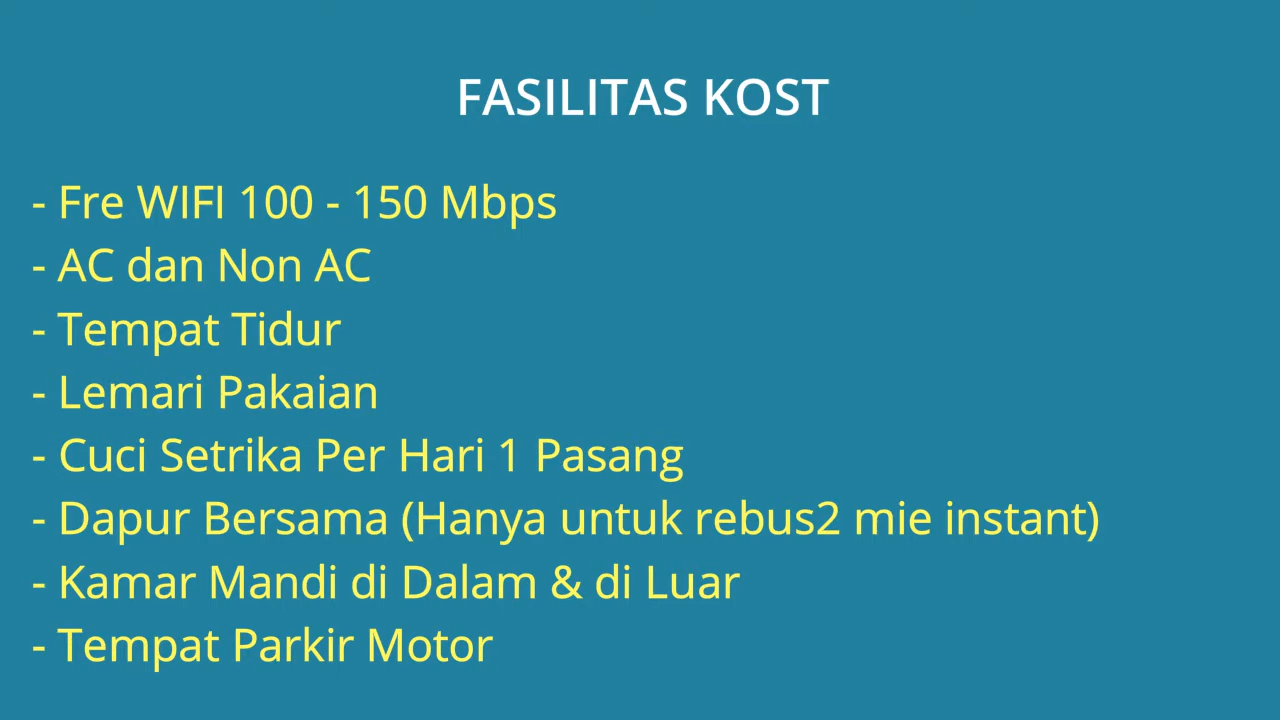 FASILITAS KOST
- Fre WIFI 100 - 150 Mbps
- AC dan Non AC
- Tempat Tidur
- Lemari Pakaian
- Cuci Setrika Per Hari 1 Pasang
- Dapur Bersama (Hanya untuk rebus2 mie instant)
- Kamar Mandi di Dalam & di Luar
- Tempat Parkir Motor